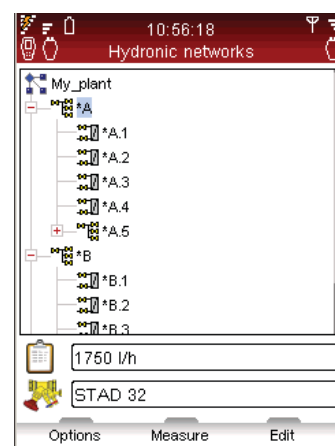 10:56:18
Hydronic networks
My_plant
*A
*A.1
*A.2
*A.3
*A.4
*A.5
*B
*B.1
*B.2
*B.3
1750 l/h
STAD 32
Options Measure Edit